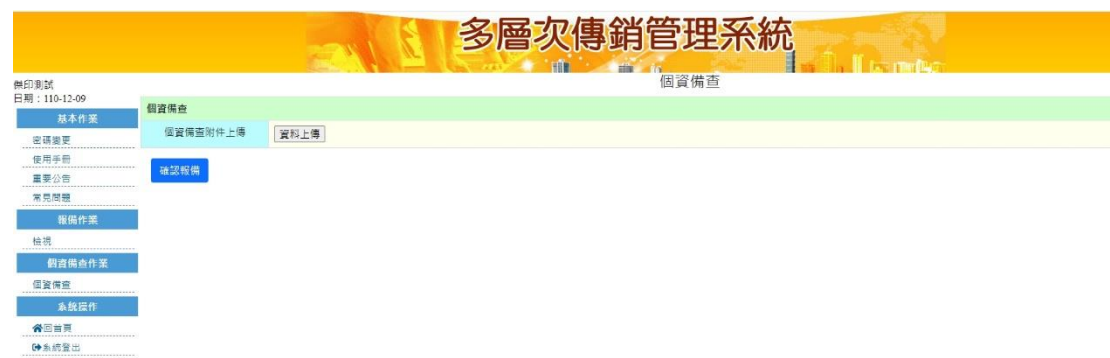 多層次傳銷管理系統
傑印測試
日期：110-12-09
個資備查
基本作業
密碼變更
使用手冊
重要公告
常見問題
報備作業
檢視
個資備查作業
個資備查
系統操作
回首頁
系統登出
個資備查
個資備查附件上傳 資料上傳
確認報備